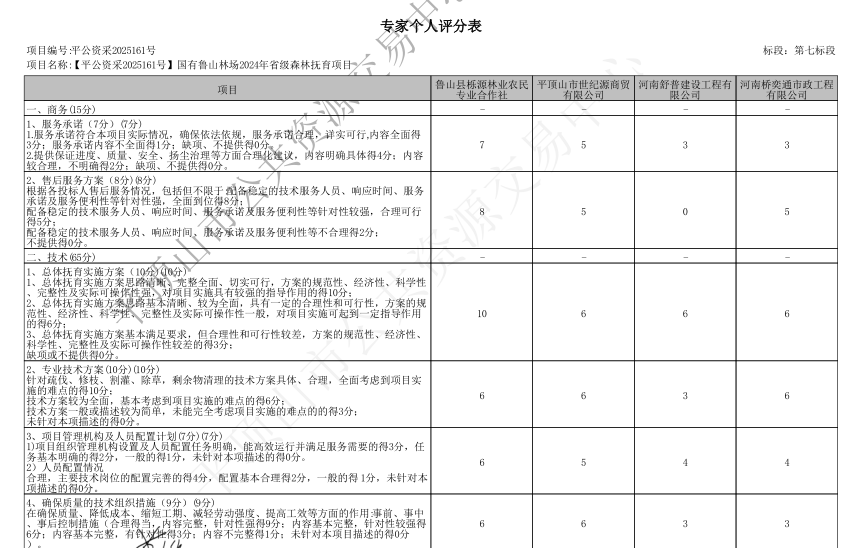 专家个人评分表
项目编号:平公资采2025161号
标段：第七标段
项目名称:【平公资采2025161号】国有鲁山林场2024年省级森林抚育项目
项目 鲁山县栎源林业农民专业合作社 平顶山市世纪源商贸有限公司 河南舒普建设工程有限公司 河南桥奕通市政工程有限公司
一、商务(15分) - - - -
1、服务承诺（7分）(7分)
1.服务承诺符合本项目实际情况，确保依法依规，服务承诺合理，详实可行,内容全面得
3分；服务承诺内容不全面得1分；缺项、不提供得0分。
2.提供保证进度、质量、安全、扬尘治理等方面合理化建议，内容明确具体得4分；内容
较合理，不明确得2分；缺项、不提供得0分。
7 5 3 3
2、售后服务方案（8分)(8分)
根据各投标人售后服务情况，包括但不限于配备稳定的技术服务人员、响应时间、服务
承诺及服务便利性等针对性强，全面到位得8分；
配备稳定的技术服务人员、响应时间、服务承诺及服务便利性等针对性较强，合理可行
得5分；
配备稳定的技术服务人员、响应时间、服务承诺及服务便利性等不合理得2分；
不提供得0分。
8 5 0 5
二、技术(65分) - - - -
1、总体抚育实施方案（10分)(10分)
1、总体抚育实施方案思路清晰、完整全面、切实可行，方案的规范性、经济性、科学性
、完整性及实际可操作性强、对项目实施具有较强的指导作用的得10分；
2、总体抚育实施方案思路基本清晰、较为全面，具有一定的合理性和可行性，方案的规
范性、经济性、科学性、完整性及实际可操作性一般，对项目实施可起到一定指导作用
的得6分；
3、总体抚育实施方案基本满足要求，但合理性和可行性较差，方案的规范性、经济性、
科学性、完整性及实际可操作性较差的得3分；
缺项或不提供得0分。
10 6 6 6
2、专业技术方案(10分)(10分)
针对疏伐、修枝、割灌、除草，剩余物清理的技术方案具体、合理，全面考虑到项目实
施的难点的得10分；
技术方案较为全面，基本考虑到项目实施的难点的得6分；
技术方案一般或描述较为简单，未能完全考虑项目实施的难点的的得3分；
未针对本项描述的得0分。
6 6 3 6
3、项目管理机构及人员配置计划(7分)(7分)
1)项目组织管理机构设置及人员配置任务明确，能高效运行并满足服务需要的得3分，任
务基本明确的得2分，一般的得1分，未针对本项描述的得0分。
2）人员配置情况
合理，主要技术岗位的配置完善的得4分，配置基本合理得2分，一般的得 1分，未针对本
项描述的得0分。
6 5 4 4
4、确保质量的技术组织措施（9分）(9分)
在确保质量、降低成本、缩短工期、减轻劳动强度、提高工效等方面的作用:事前、事中
、事后控制措施（合理得当，内容完整，针对性强得9分；内容基本完整，针对性较强得
6分；内容基本完整，有针对性得3分；内容不完整得1分；未针对本项目描述的得0分
）。
6 6 3 3
平顶山市公共资源交易中心
平顶山市公共资源交易中心